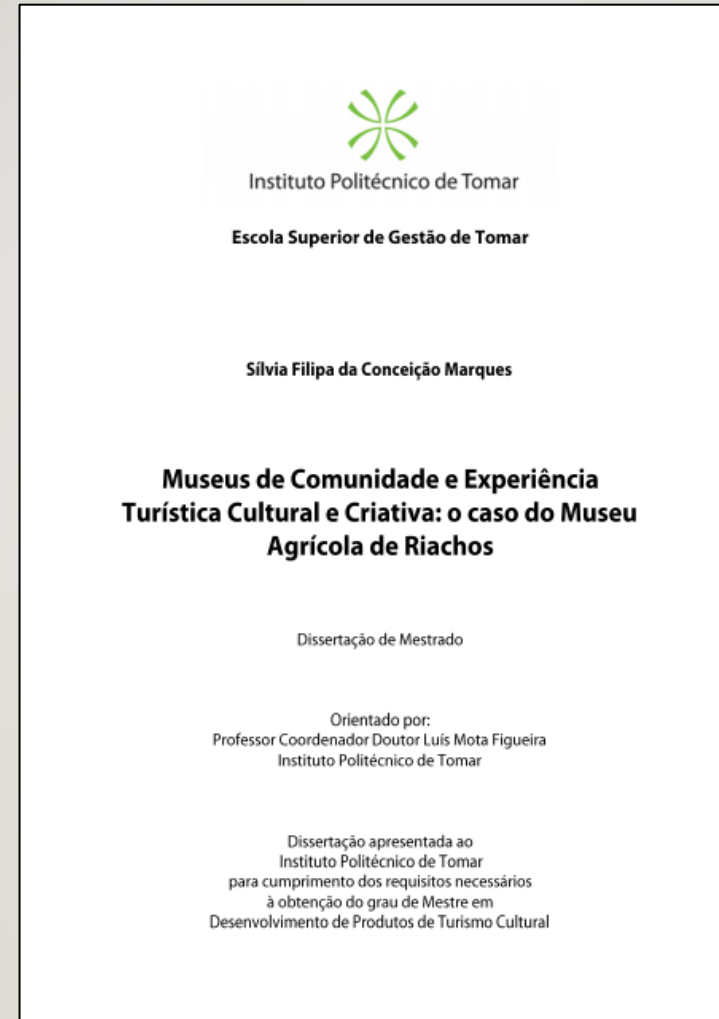 Instituto Politécnico de Tomar
Escola Superior de Gestão de Tomar
Sílvia Filipa da Conceição Marques
Museus de Comunidade e Experiência
Turística Cultural e Criativa: o caso do Museu
Agrícola de Riachos
Dissertação de Mestrado
Orientado por:
Professor Coordenador Doutor Luís Mota Figueira
Instituto Politécnico de Tomar
Dissertação apresentada ao
Instituto Politécnico de Tomar
para cumprimento dos requisitos necessários
à obtenção do grau de Mestre em
Desenvolvimento de Produtos de Turismo Cultural